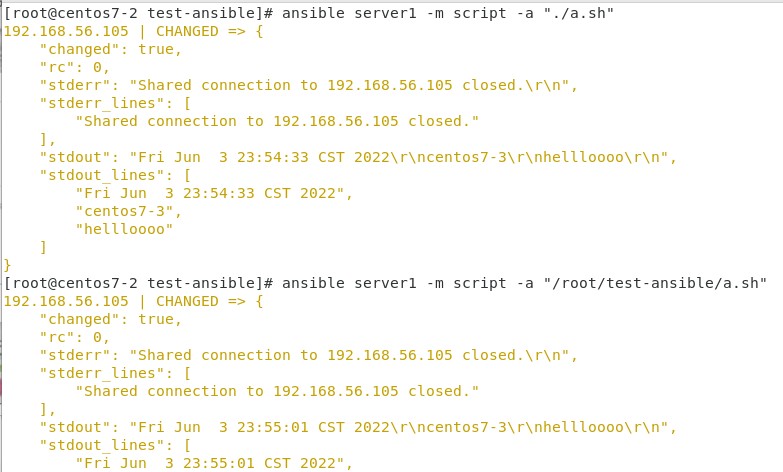 [root@centos7-2 test-ansible]# ansible server1 -m script -a "./a.sh"
192.168.56.105 | CHANGED => {
    "changed": true,
    "rc": 0,
    "stderr": "Shared connection to 192.168.56.105 closed.\r\n",
    "stderr_lines": [
        "Shared connection to 192.168.56.105 closed."
    ],
    "stdout": "Fri Jun  3 23:54:33 CST 2022\r\ncentos7-3\r\nhellloooo\r\n",
    "stdout_lines": [
        "Fri Jun  3 23:54:33 CST 2022",
        "centos7-3",
        "hellloooo"
    ]
}
[root@centos7-2 test-ansible]# ansible server1 -m script -a "/root/test-ansible/a.sh"
192.168.56.105 | CHANGED => {
    "changed": true,
    "rc": 0,
    "stderr": "Shared connection to 192.168.56.105 closed.\r\n",
    "stderr_lines": [
        "Shared connection to 192.168.56.105 closed."
    ],
    "stdout": "Fri Jun  3 23:55:01 CST 2022\r\ncentos7-3\r\nhellloooo\r\n",
    "stdout_lines": [
        "Fri Jun  3 23:55:01 CST 2022",